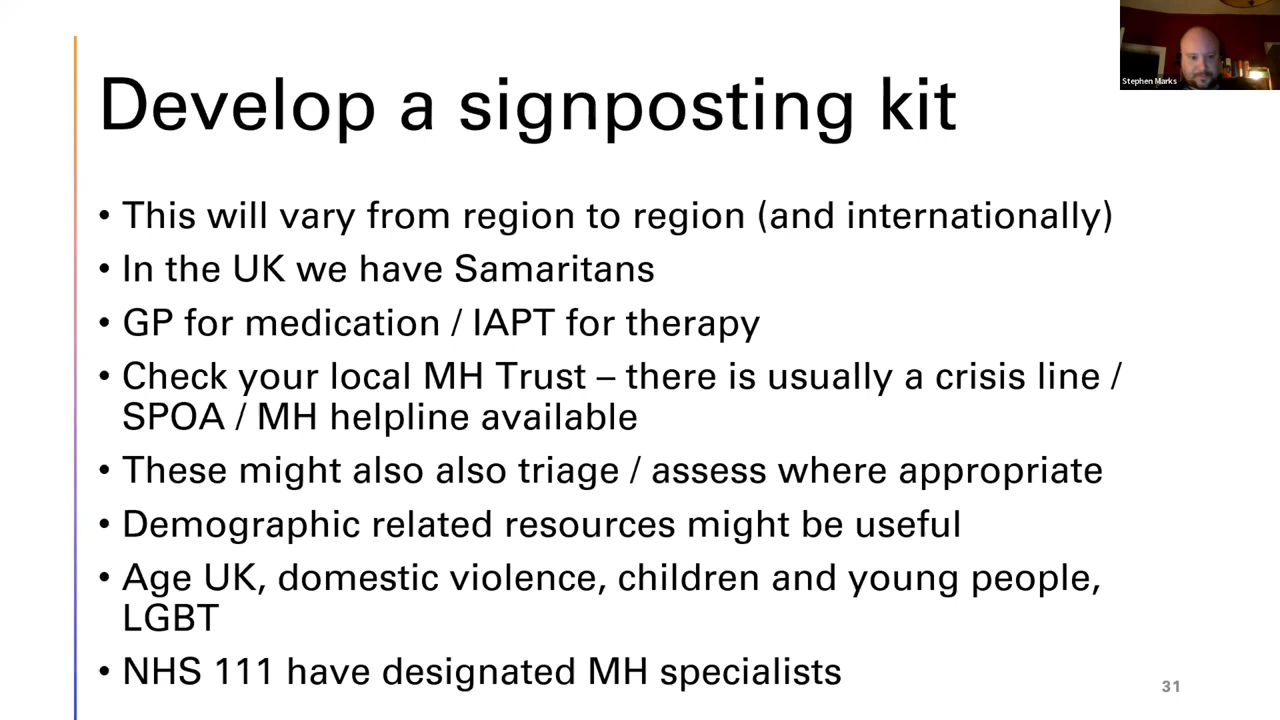 Develop a signposting kit
• This will vary from region to region (and internationally)
• In the UK we have Samaritans
• GP for medication / IAPT for therapy
• Check your local MH Trust – there is usually a crisis line /
SPOA / MH helpline available
• These might also also triage / assess where appropriate
• Demographic related resources might be useful
• Age UK, domestic violence, children and young people,
LGBT
• NHS 111 have designated MH specialists
31
Stephen Marks